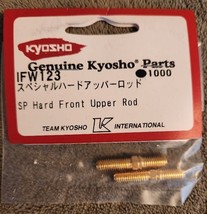 KYOSHO
Genuine Kyosho Parts
IFW123
1000
スペシャルハードアッパーロッド
SP Hard Front Upper Rod
TEAM KYOSHO K INTERNATIONAL